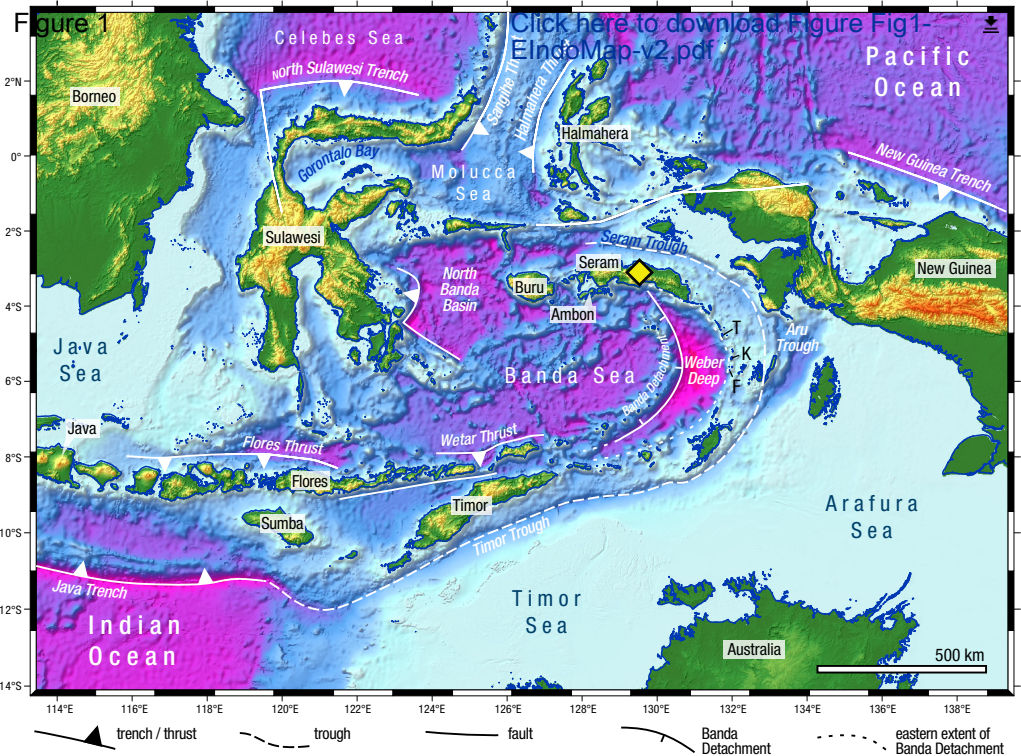 Figure 1
Click here to download Figure Fig1-
EIndoMap-v2.pdf
Celebes Sea
North Sulawesi Trench
Sangihe Th
Halmahera Th
Pacific
Ocean
2°N
Borneo
Halmahera
0°
Gorontalo Bay
Molucca
Sea
New Guinea Trench
2°S
Sulawesi
Seram Trough
Seram
North
Banda
Basin
Buru
New Guinea
4°S
Ambon
T
Aru
Trough
Java
Sea
K
Banda Sea
Weber
Deep
Banda Detachment
F
6°S
Java
Flores Thrust
Wetar Thrust
8°S
Flores
Timor
Arafura
Sea
Sumba
10°S
Timor Trough
Java Trench
12°S
Timor
Sea
Indian
Ocean
Australia
500 km
14°S
114°E
116°E
118°E
120°E
122°E
124°E
126°E
128°E
130°E
132°E
134°E
136°E
138°E
trench / thrust
trough
fault
Banda
Detachment
eastern extent of
Banda Detachment